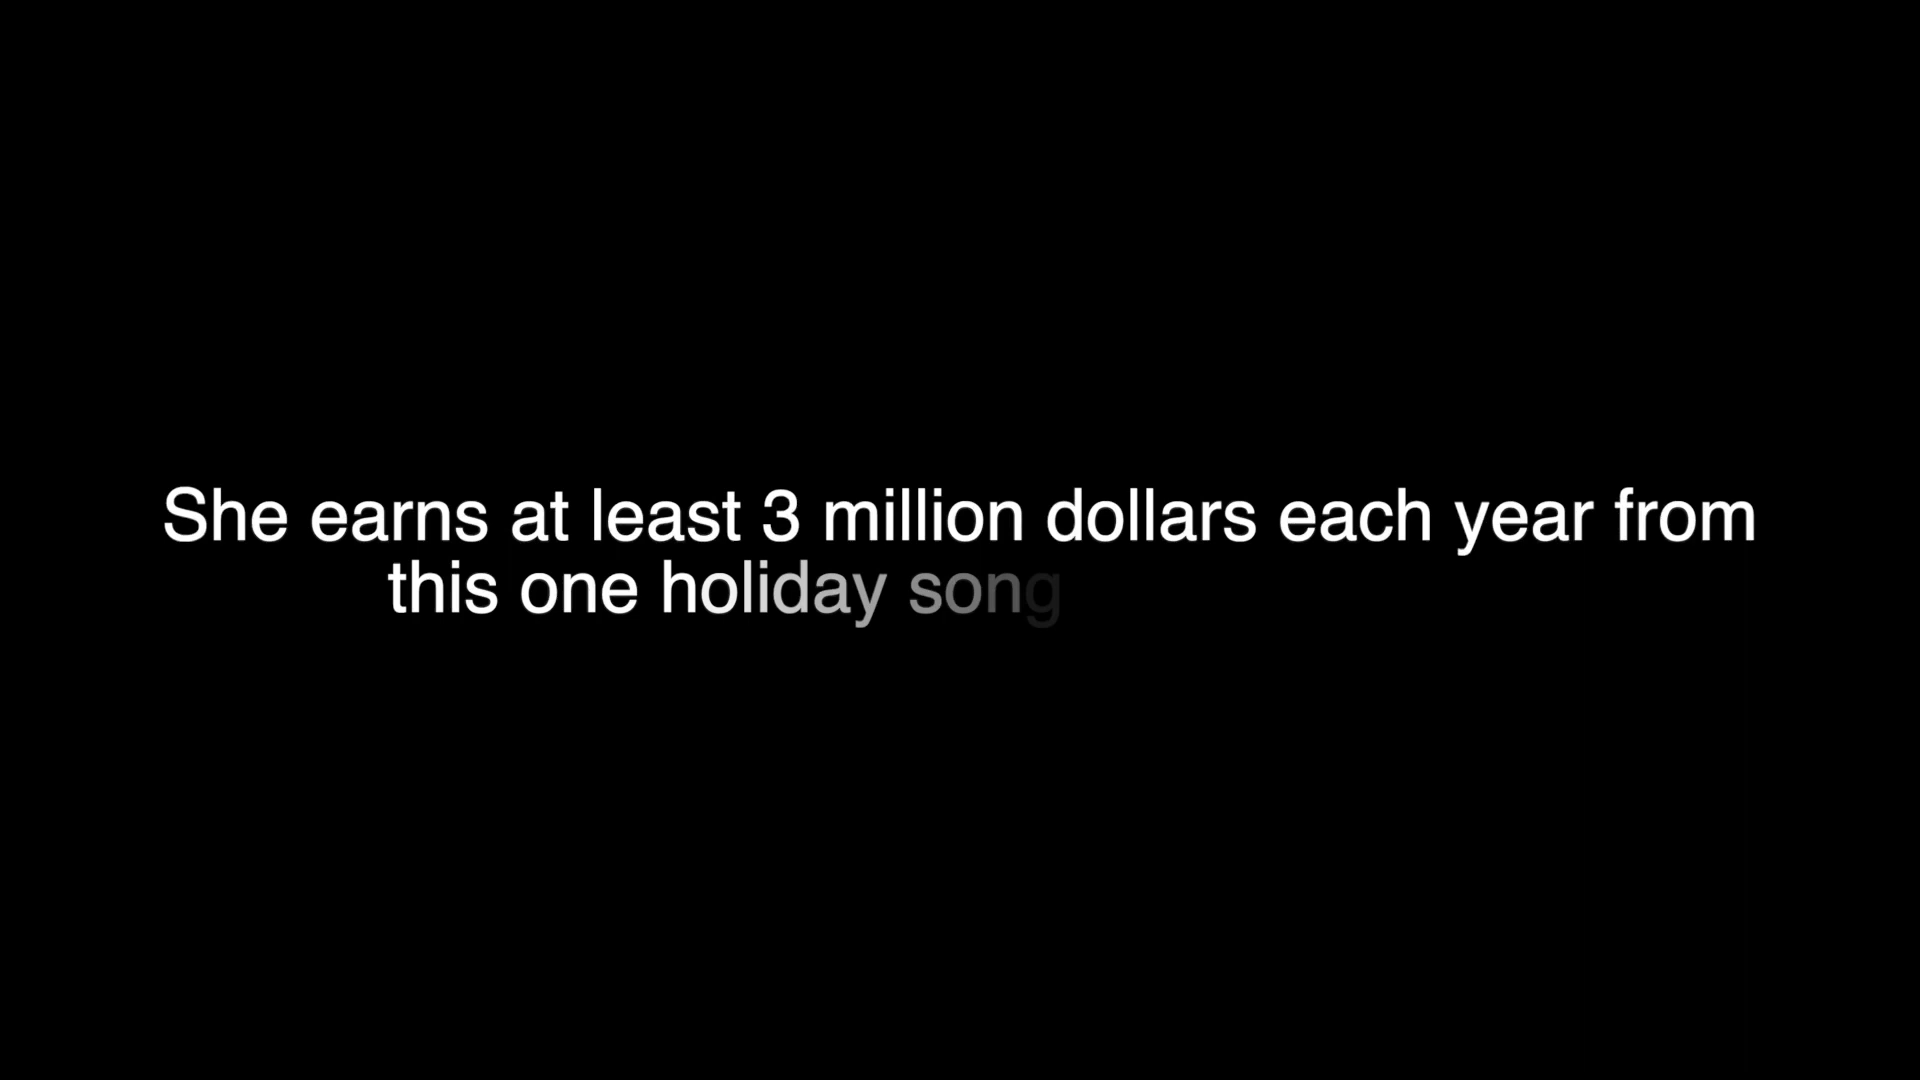 She earns at least 3 million dollars each year from
this one holiday song